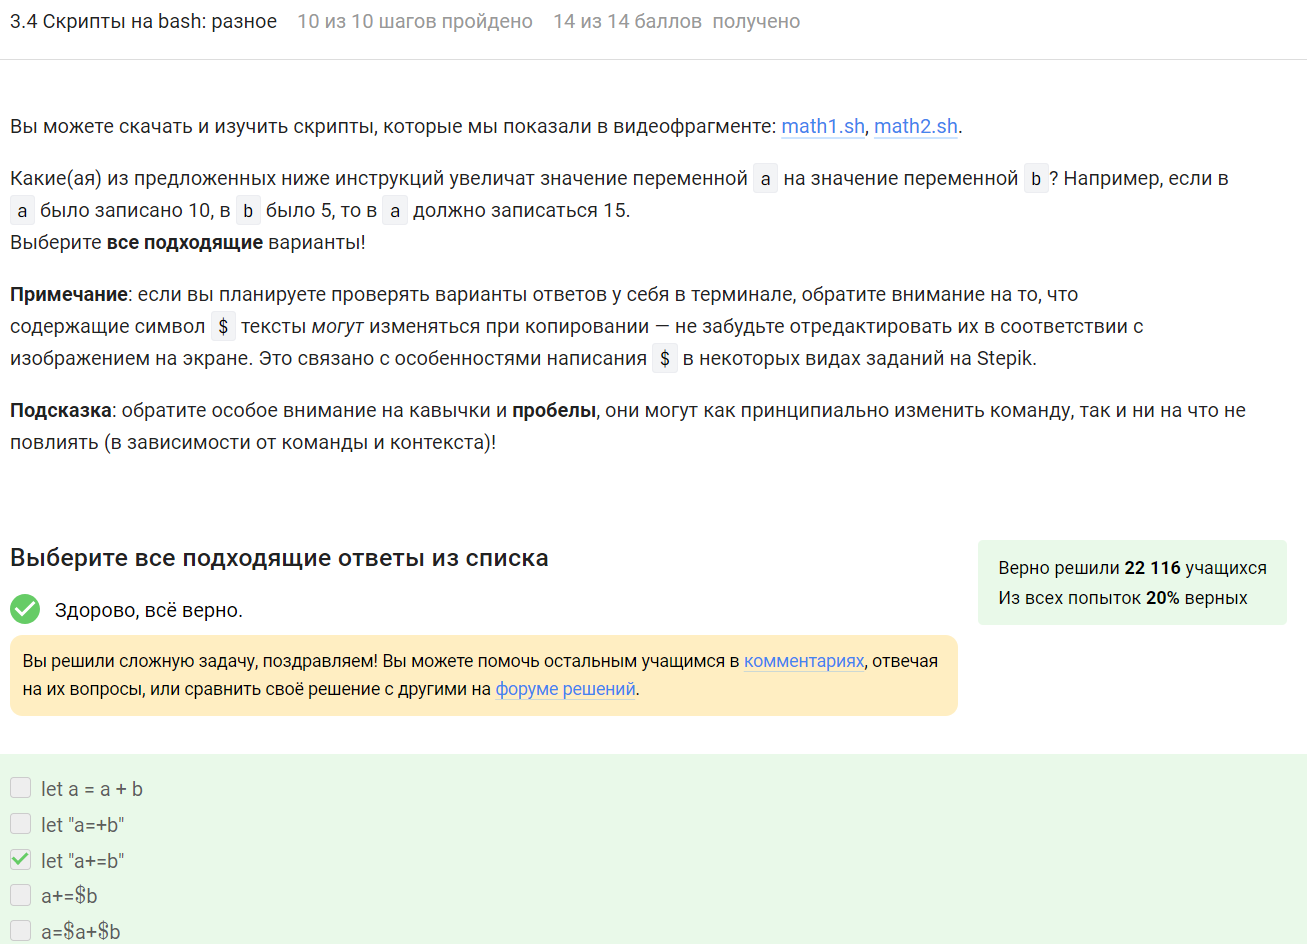 3.4 Скрипты на bash: разное 10 из 10 шагов пройдено 14 из 14 баллов получено
Вы можете скачать и изучить скрипты, которые мы показали в видеофрагменте: math1.sh, math2.sh.
Какие(ая) из предложенных ниже инструкций увеличат значение переменной a на значение переменной b? Например, если в
a было записано 10, в b было 5, то в a должно записаться 15.
Выберите все подходящие варианты!
Примечание: если вы планируете проверять варианты ответов у себя в терминале, обратите внимание на то, что
содержащие символ $ тексты могут изменяться при копировании — не забудьте отредактировать их в соответствии с
изображением на экране. Это связано с особенностями написания $ в некоторых видах заданий на Stepik.
Подсказка: обратите особое внимание на кавычки и пробелы, они могут как принципиально изменить команду, так и ни на что не
повлиять (в зависимости от команды и контекста)!
Выберите все подходящие ответы из списка
Верно решили 22 116 учащихся
Из всех попыток 20% верных
Здорово, всё верно.
Вы решили сложную задачу, поздравляем! Вы можете помочь остальным учащимся в комментариях, отвечая
на их вопросы, или сравнить своё решение с другими на форуме решений.
let a = a + b
let "a=+b"
let "a+=b"
a+=$b
a=$a+$b